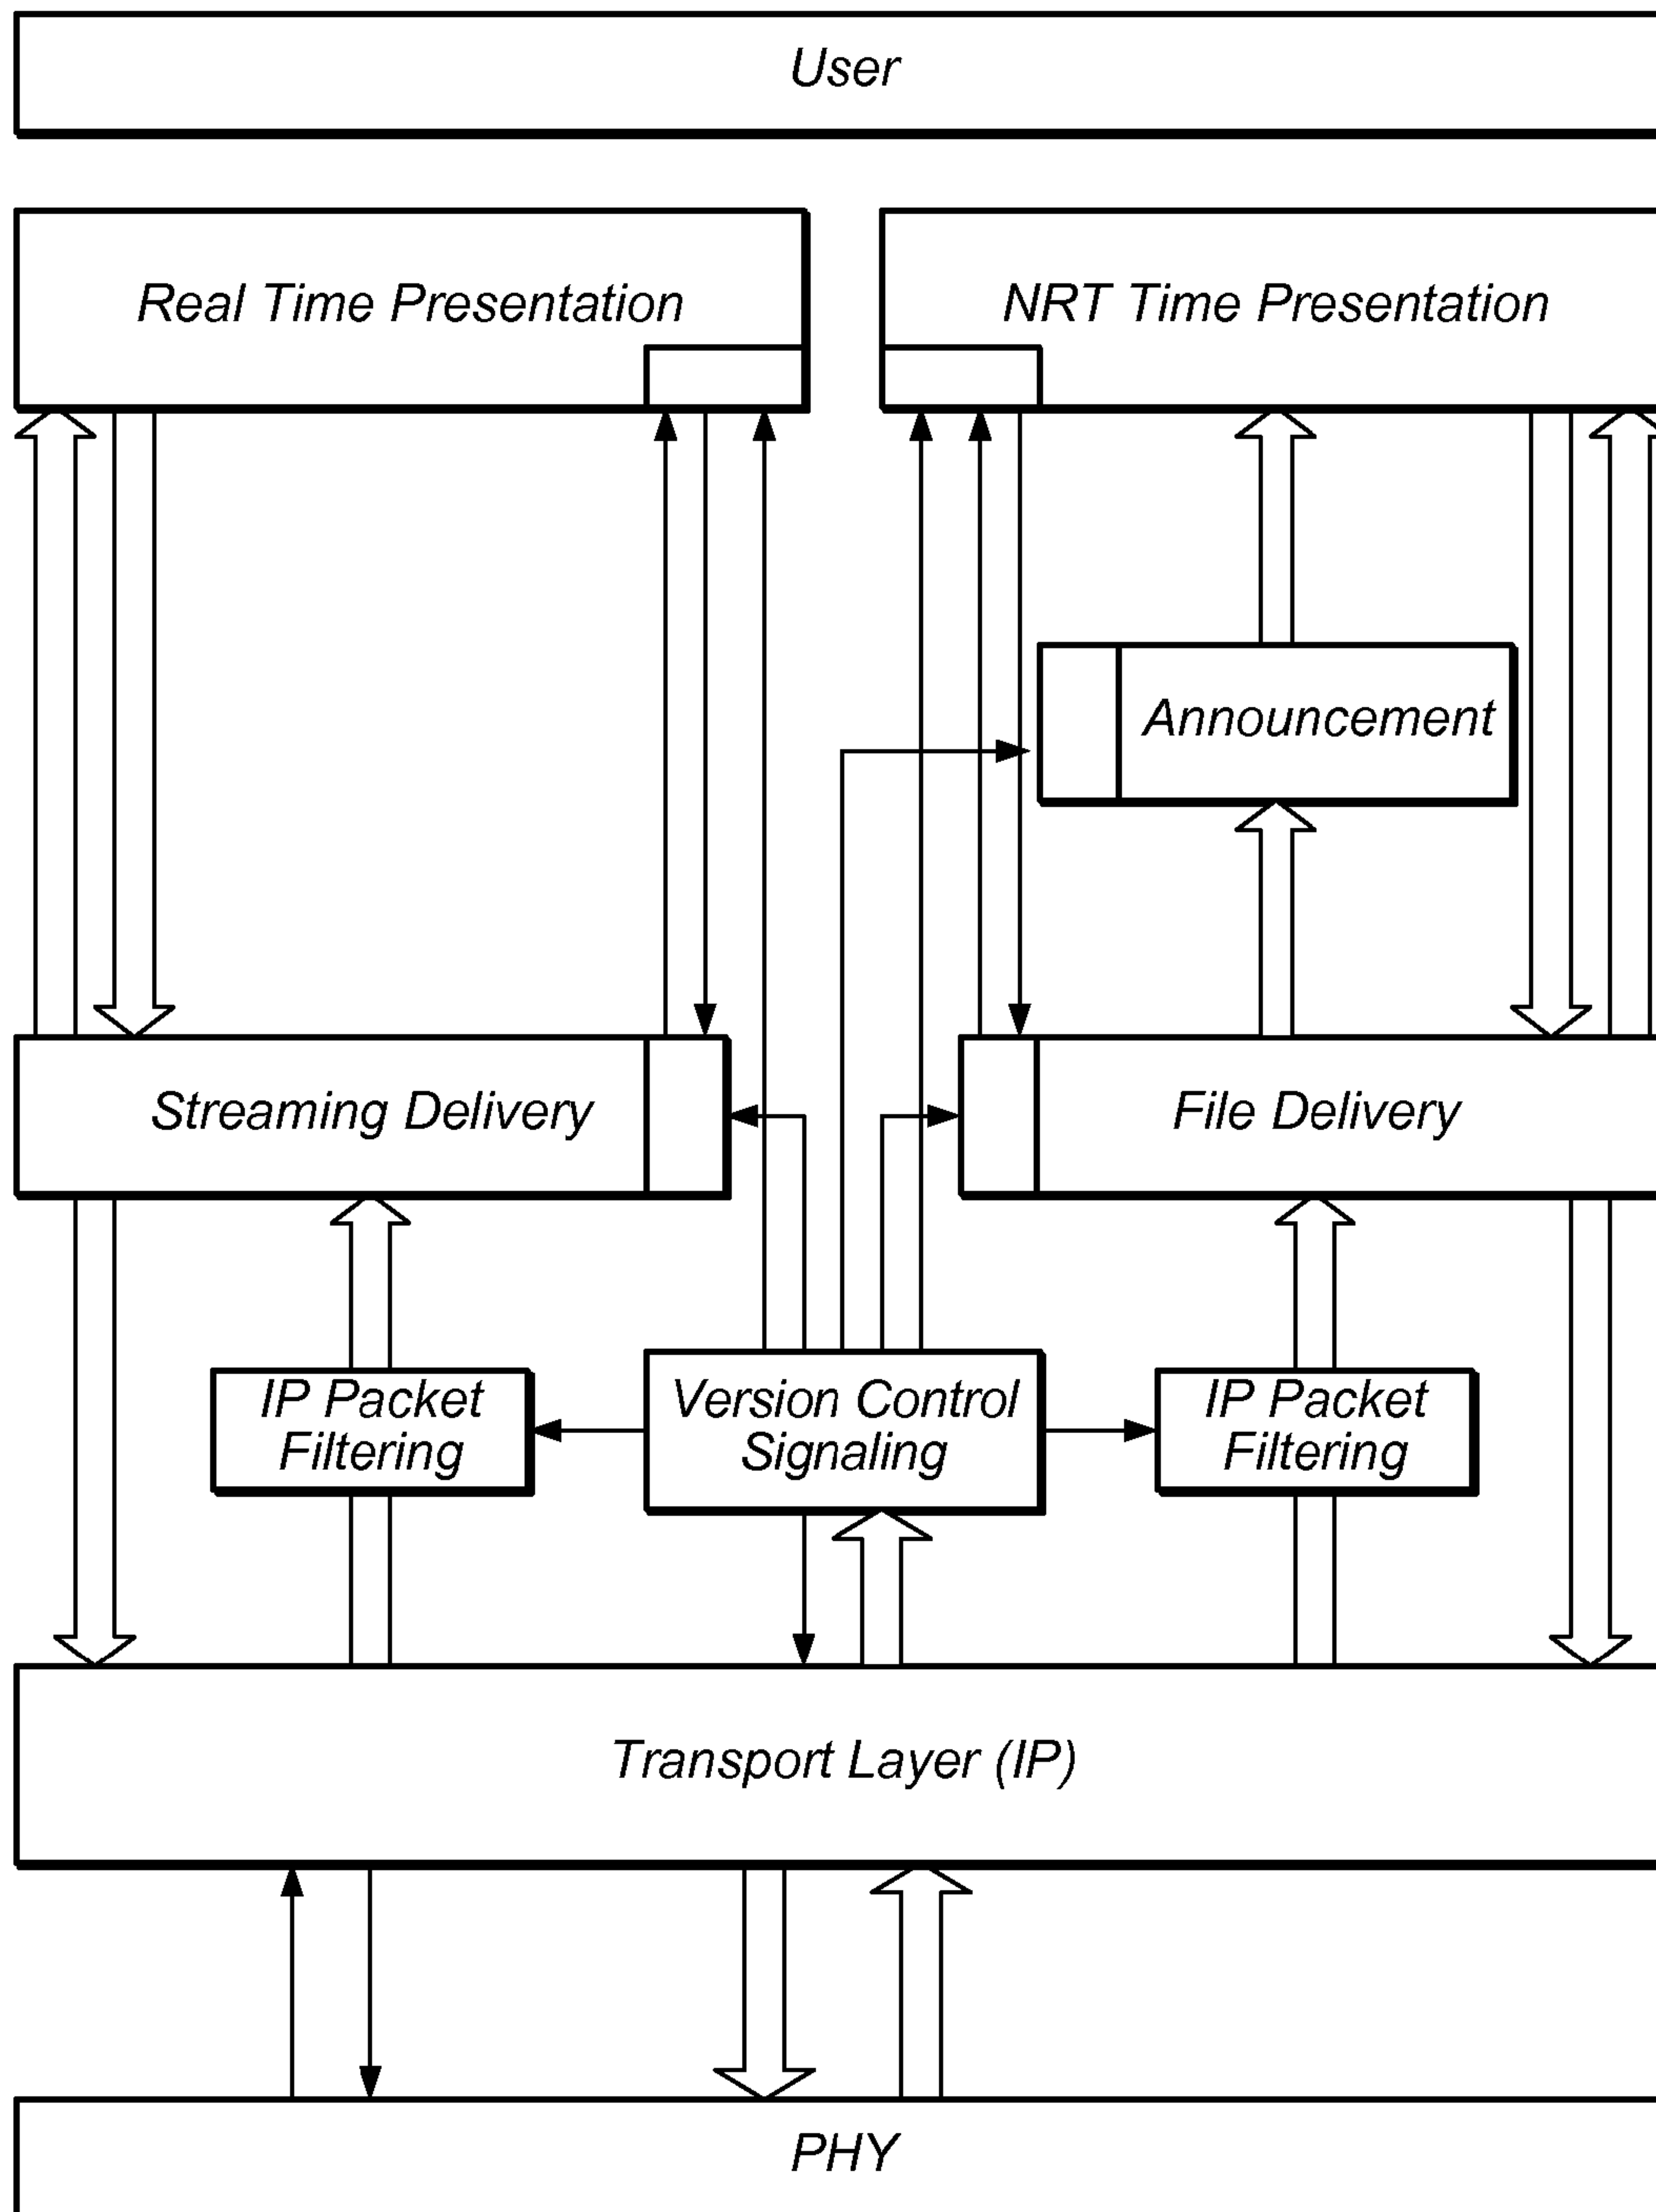 User
Real Time Presentation
NRT Time Presentation
Announcement
Streaming Delivery
File Delivery
IP Packet
Filtering
Version Control
Signaling
IP Packet
Filtering
Transport Layer (IP)
PHY